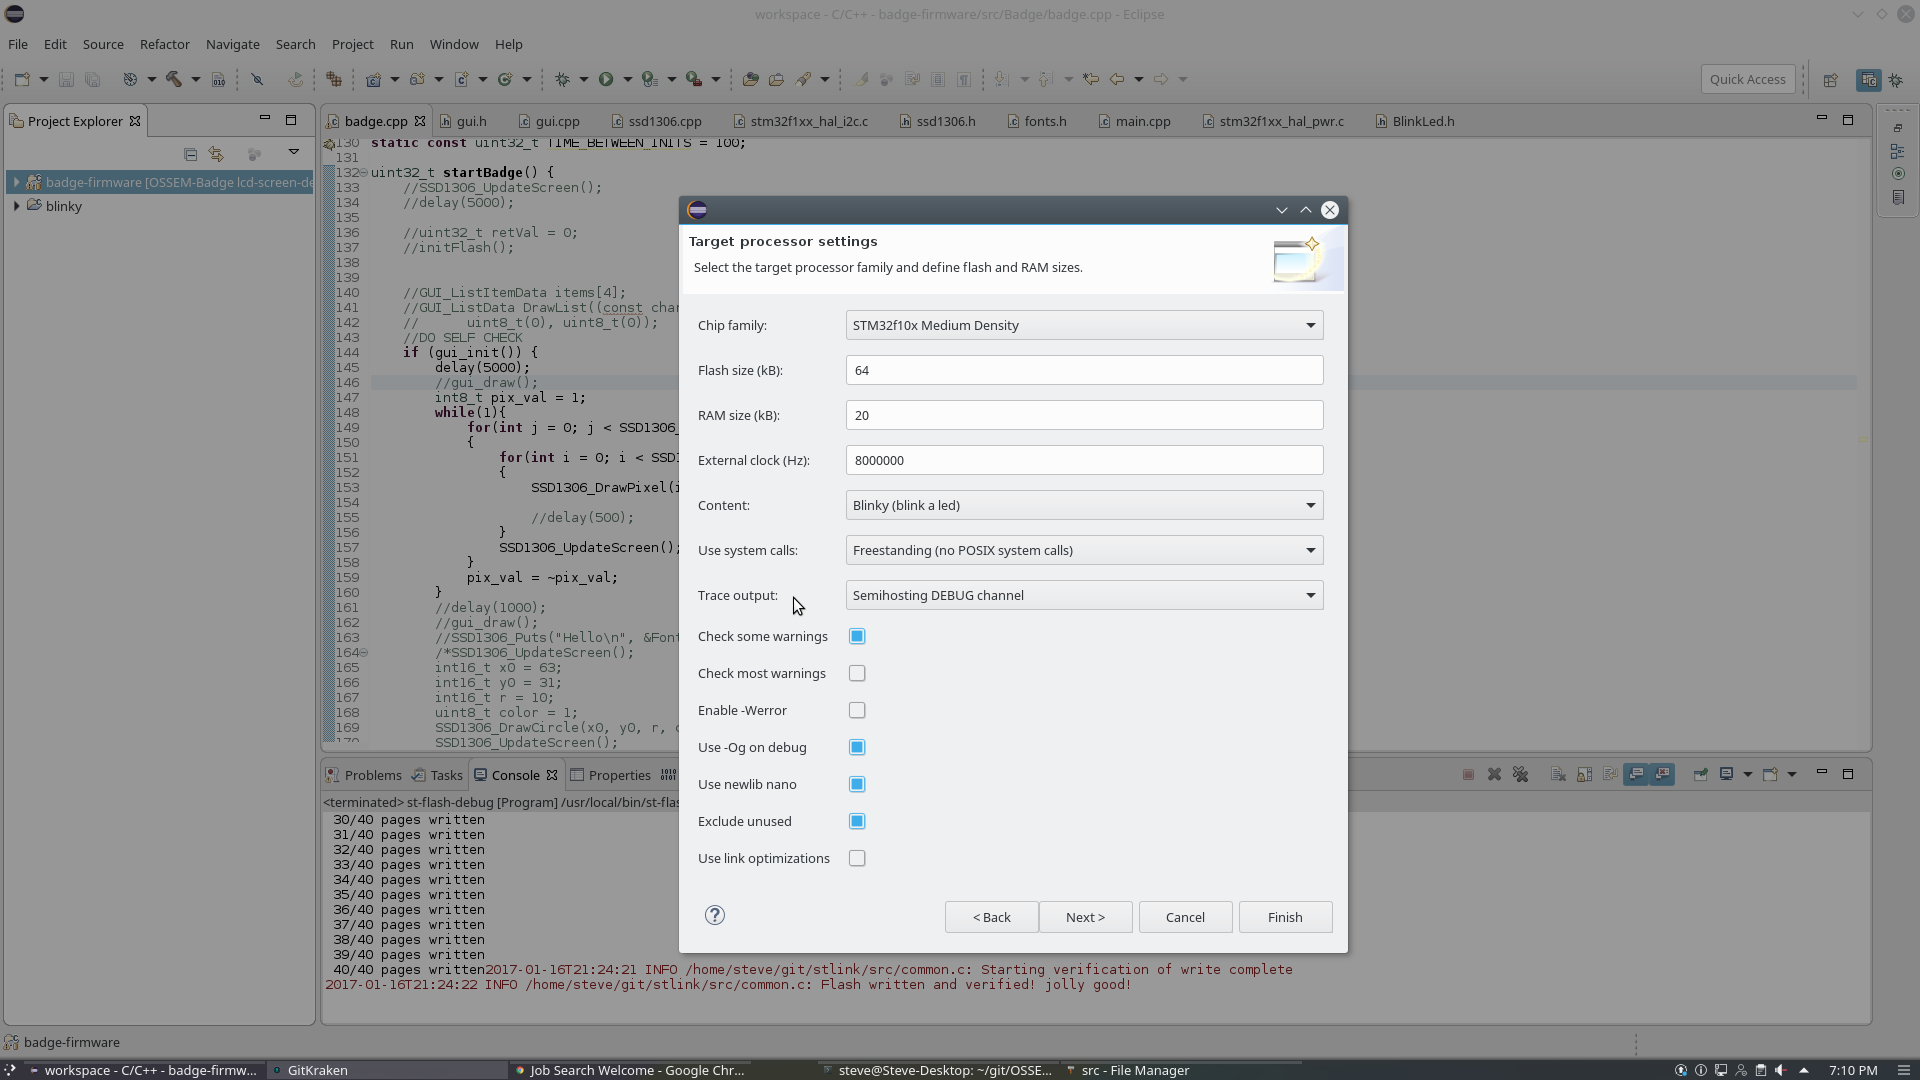 workspace - C/C++ - badge-firmware/src/Badge/badge.cpp - Eclipse
File Edit Source Refactor Navigate Search Project Run Window Help
Quick Access
Project Explorer
badge-firmware [OSSEM-Badge lcd-screen-de
blinky
badge.cpp gui.h gui.cpp ssd1306.cpp stm32f1xx_hal_i2c.c ssd1306.h fonts.h main.cpp stm32f1xx_hal_pwr.c BlinkLed.h
130 static const uint32_t TIME_BETWEEN_INITS = 100;
131
132 uint32_t startBadge() {
133 //SSD1306_UpdateScreen();
134 //delay(5000);
135
136 //uint32_t retVal = 0;
137 //initFlash();
138
139
140 //GUI_ListItemData items[4];
141 //GUI_ListData DrawList((const char
142 // uint8_t(0), uint8_t(0));
143 //DO SELF CHECK
144 if (gui_init()) {
145 delay(5000);
146 //gui_draw();
147 int8_t pix_val = 1;
148 while(1){
149 for(int j = 0; j < SSD1306_
150 {
151 for(int i = 0; i < SSD1
152 {
153 SSD1306_DrawPixel(i
154
155 //delay(500);
156 }
157 SSD1306_UpdateScreen();
158 }
159 pix_val = ~pix_val;
160 }
161 //delay(1000);
162 //gui_draw();
163 //SSD1306_Puts("Hello\n", &Font
164 /*SSD1306_UpdateScreen();
165 int16_t x0 = 63;
166 int16_t y0 = 31;
167 int16_t r = 10;
168 uint8_t color = 1;
169 SSD1306_DrawCircle(x0, y0, r, c
170 SSD1306_UpdateScreen();
Target processor settings
Select the target processor family and define flash and RAM sizes.
Chip family: STM32f10x Medium Density
Flash size (kB): 64
RAM size (kB): 20
External clock (Hz): 8000000
Content: Blinky (blink a led)
Use system calls: Freestanding (no POSIX system calls)
Trace output: Semihosting DEBUG channel
Check some warnings
Check most warnings
Enable -Werror
Use -Og on debug
Use newlib nano
Exclude unused
Use link optimizations
? < Back Next > Cancel Finish
Problems Tasks Console Properties
<terminated> st-flash-debug [Program] /usr/local/bin/st-flas
30/40 pages written
31/40 pages written
32/40 pages written
33/40 pages written
34/40 pages written
35/40 pages written
36/40 pages written
37/40 pages written
38/40 pages written
39/40 pages written
40/40 pages written2017-01-16T21:24:21 INFO /home/steve/git/stlink/src/common.c: Starting verification of write complete
2017-01-16T21:24:22 INFO /home/steve/git/stlink/src/common.c: Flash written and verified! jolly good!
badge-firmware
workspace - C/C++ - badge-firmw... GitKraken Job Search Welcome - Google Chr... steve@Steve-Desktop: ~/git/OSSE... src - File Manager 7:10 PM